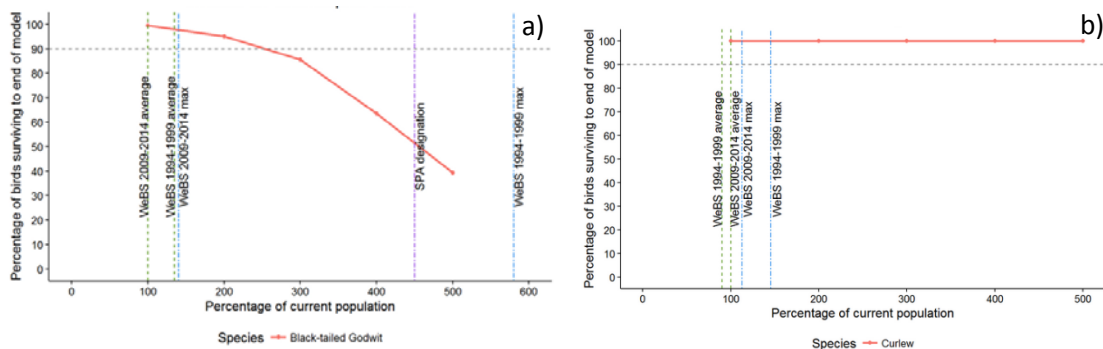 a)
Percentage of birds surviving to end of model
100
90
80
70
60
50
40
30
20
10
0
WeBS 2009-2014 average
WeBS 1994-1999 average
WeBS 2009-2014 max
SPA designation
WeBS 1994-1999 max
0 100 200 300 400 500 600
Percentage of current population
Species Black-tailed Godwit
b)
Percentage of birds surviving to end of model
100
90
80
70
60
50
40
30
20
10
0
WeBS 1994-1999 average
WeBS 2009-2014 average
WeBS 2009-2014 max
WeBS 1994-1999 max
0 100 200 300 400 500
Percentage of current population
Species Curlew